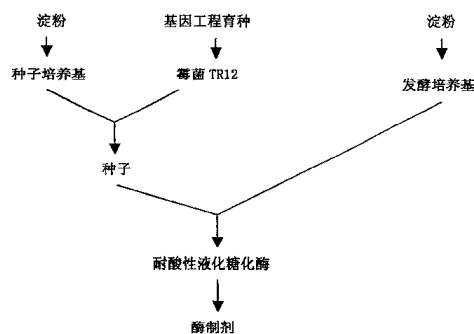 淀粉 基因工程育种 淀粉
种子培养基 霉菌 TR12 发酵培养基
种子
耐酸性液化糖化酶
酶制剂